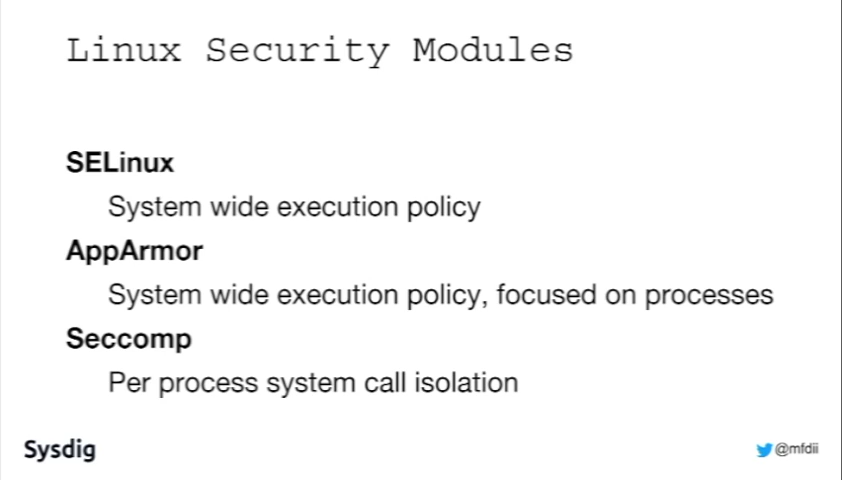 Linux Security Modules
SELinux
System wide execution policy
AppArmor
System wide execution policy, focused on processes
Seccomp
Per process system call isolation
Sysdig
@mfdii